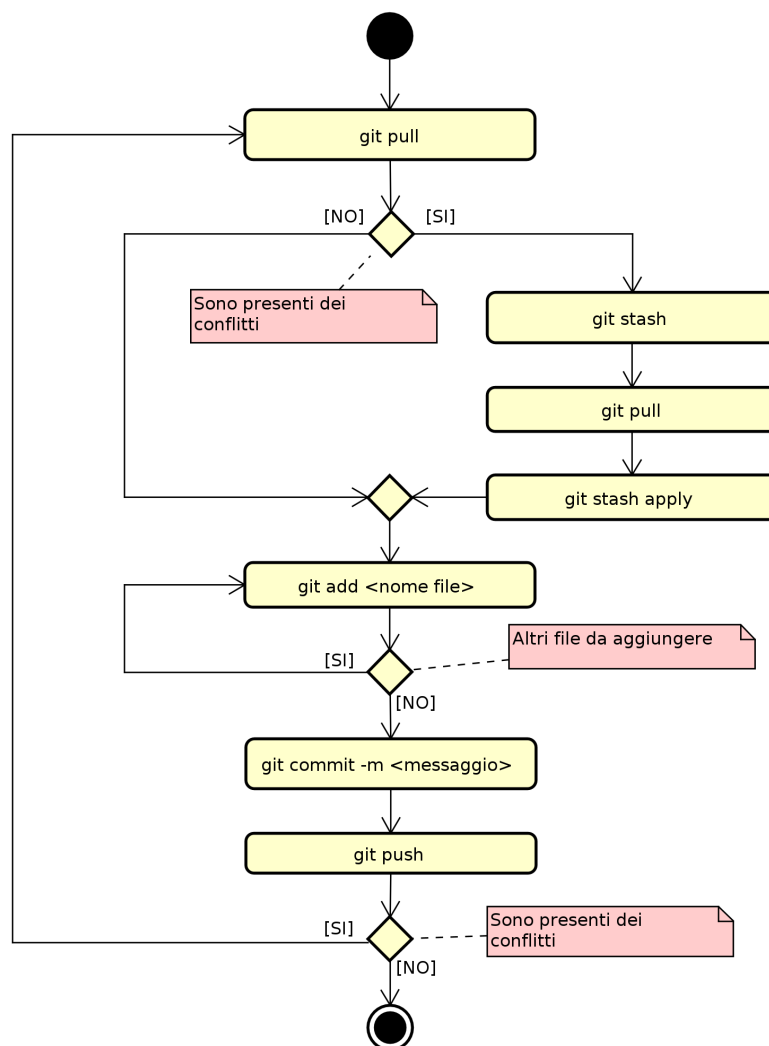 git pull
[NO]
[SI]
Sono presenti dei
conflitti
git stash
git pull
git stash apply
git add <nome file>
Altri file da aggiungere
[SI]
[NO]
git commit -m <messaggio>
git push
Sono presenti dei
conflitti
[SI]
[NO]